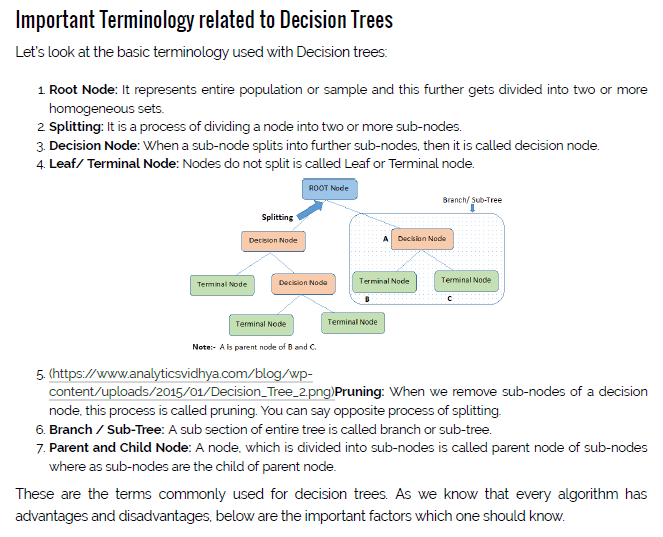 Important Terminology related to Decision Trees
Let's look at the basic terminology used with Decision trees:
1. Root Node: It represents entire population or sample and this further gets divided into two or more
homogeneous sets.
2. Splitting: It is a process of dividing a node into two or more sub-nodes.
3. Decision Node: When a sub-node splits into further sub-nodes, then it is called decision node.
4. Leaf/ Terminal Node: Nodes do not split is called Leaf or Terminal node.
ROOT Node
Branch/ Sub-Tree
Splitting
Decision Node
A Decision Node
Terminal Node
Decision Node
Terminal Node
Terminal Node
B
C
Terminal Node
Terminal Node
Note:- A is parent node of B and C.
5. (https://www.analyticsvidhya.com/blog/wp-
content/uploads/2015/01/Decision_Tree_2.png)Pruning: When we remove sub-nodes of a decision
node, this process is called pruning. You can say opposite process of splitting.
6. Branch / Sub-Tree: A sub section of entire tree is called branch or sub-tree.
7. Parent and Child Node: A node, which is divided into sub-nodes is called parent node of sub-nodes
where as sub-nodes are the child of parent node.
These are the terms commonly used for decision trees. As we know that every algorithm has
advantages and disadvantages, below are the important factors which one should know.